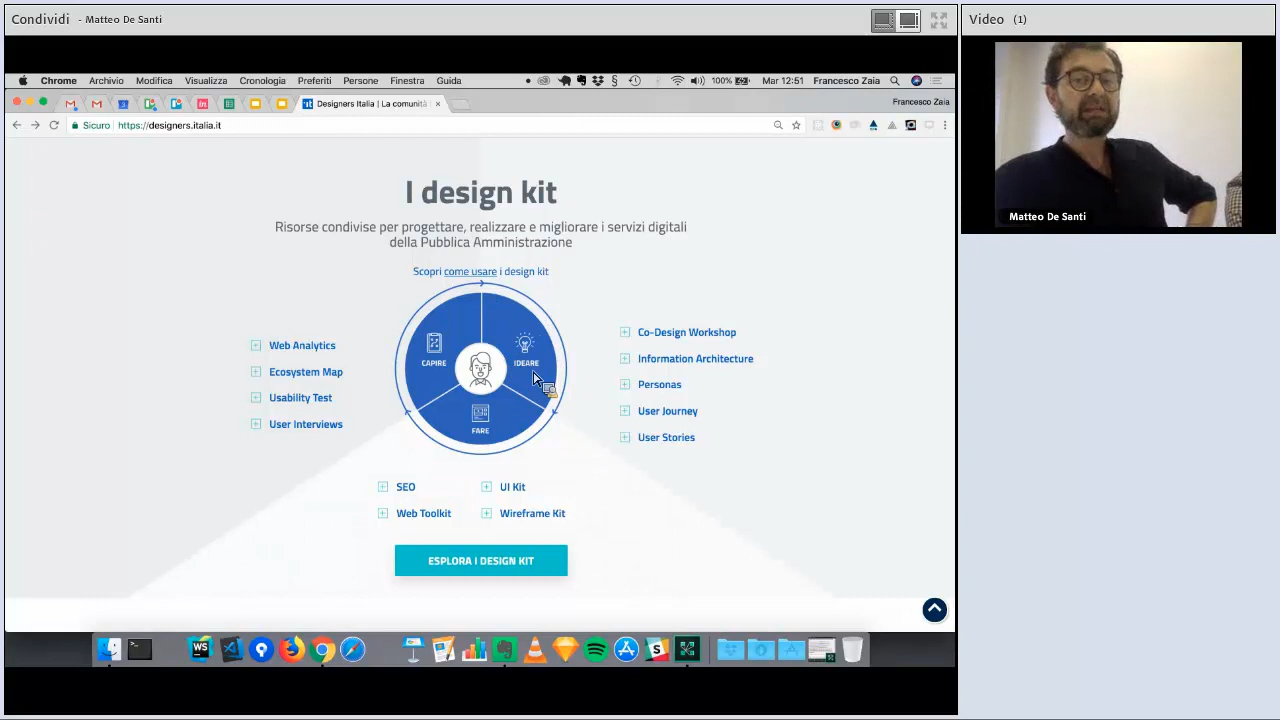 Condividi - Matteo De Santi
Video (1)
Chrome Archivio Modifica Visualizza Cronologia Preferiti Persone Finestra Guida 100% Mar 12:51 Francesco Zaia
Designers Italia | La comunità Francesco Zaia
Sicuro https://designers.italia.it
I design kit
Risorse condivise per progettare, realizzare e migliorare i servizi digitali
della Pubblica Amministrazione
Scopri come usare i design kit
Web Analytics
Ecosystem Map
Usability Test
User Interviews
CAPIRE
IDEARE
FARE
Co-Design Workshop
Information Architecture
Personas
User Journey
User Stories
SEO
UI Kit
Web Toolkit
Wireframe Kit
ESPLORA I DESIGN KIT
WS
Matteo De Santi